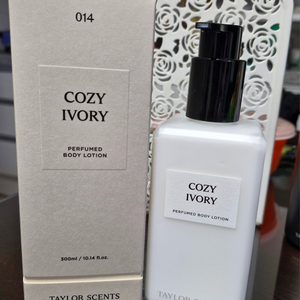 014
COZY
IVORY
PERFUMED
BODY LOTION
300ml / 10.14 fl.oz.
TAYLOR SCENTS
COZY
IVORY
PERFUMED BODY LOTION
TAYLOR